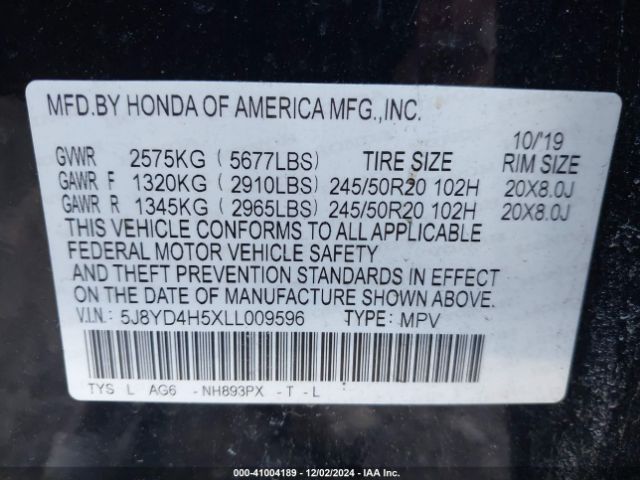 MFD.BY HONDA OF AMERICA MFG.,INC.
10/'19
GVWR 2575KG ( 5677LBS) TIRE SIZE RIM SIZE
GAWR F 1320KG ( 2910LBS) 245/50R20 102H 20X8.0J
GAWR R 1345KG ( 2965LBS) 245/50R20 102H 20X8.0J
THIS VEHICLE CONFORMS TO ALL APPLICABLE
FEDERAL MOTOR VEHICLE SAFETY
AND THEFT PREVENTION STANDARDS IN EFFECT
ON THE DATE OF MANUFACTURE SHOWN ABOVE.
V.I.N.: 5J8YD4H5XLL009596 TYPE: MPV
TYS L AG6 - NH893PX - T - L
000-41004189 - 12/02/2024 - IAA Inc.